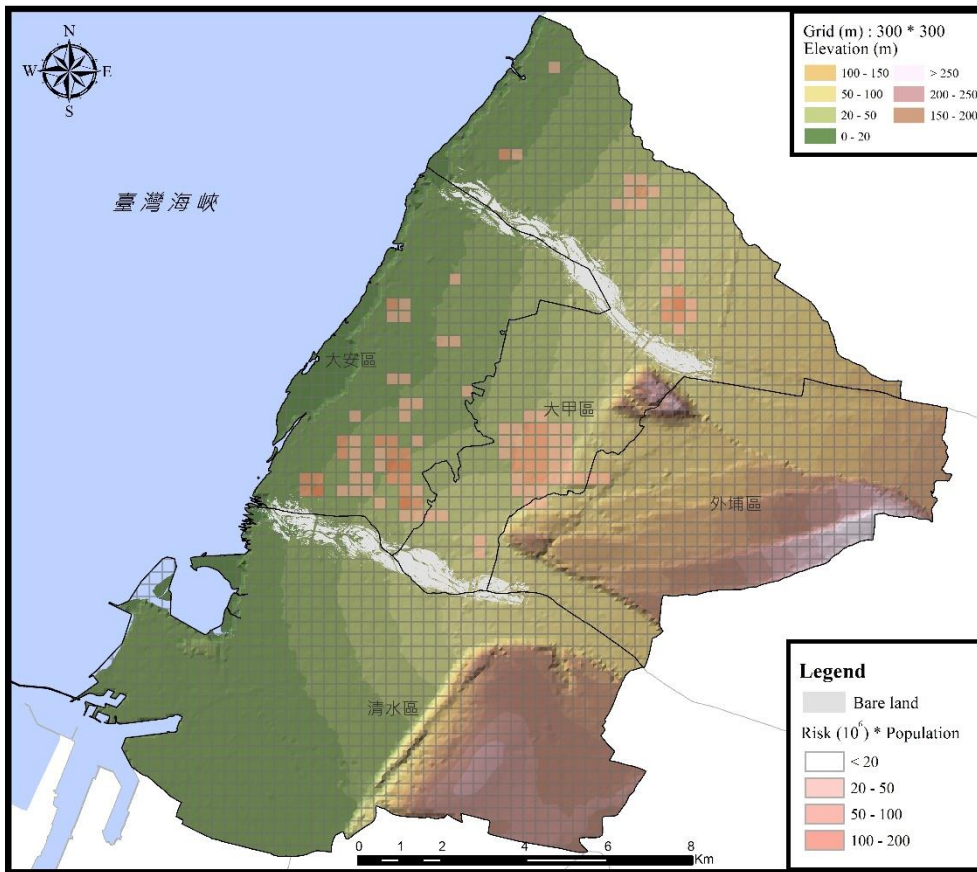 N
W E
S
Grid (m) : 300 * 300
Elevation (m)
100 - 150
> 250
50 - 100
200 - 250
20 - 50
150 - 200
0 - 20
臺灣海峽
大安區
大甲區
外埔區
清水區
Legend
Bare land
Risk (10^6) * Population
< 20
20 - 50
50 - 100
100 - 200
0 1 2 4 6 8
Km